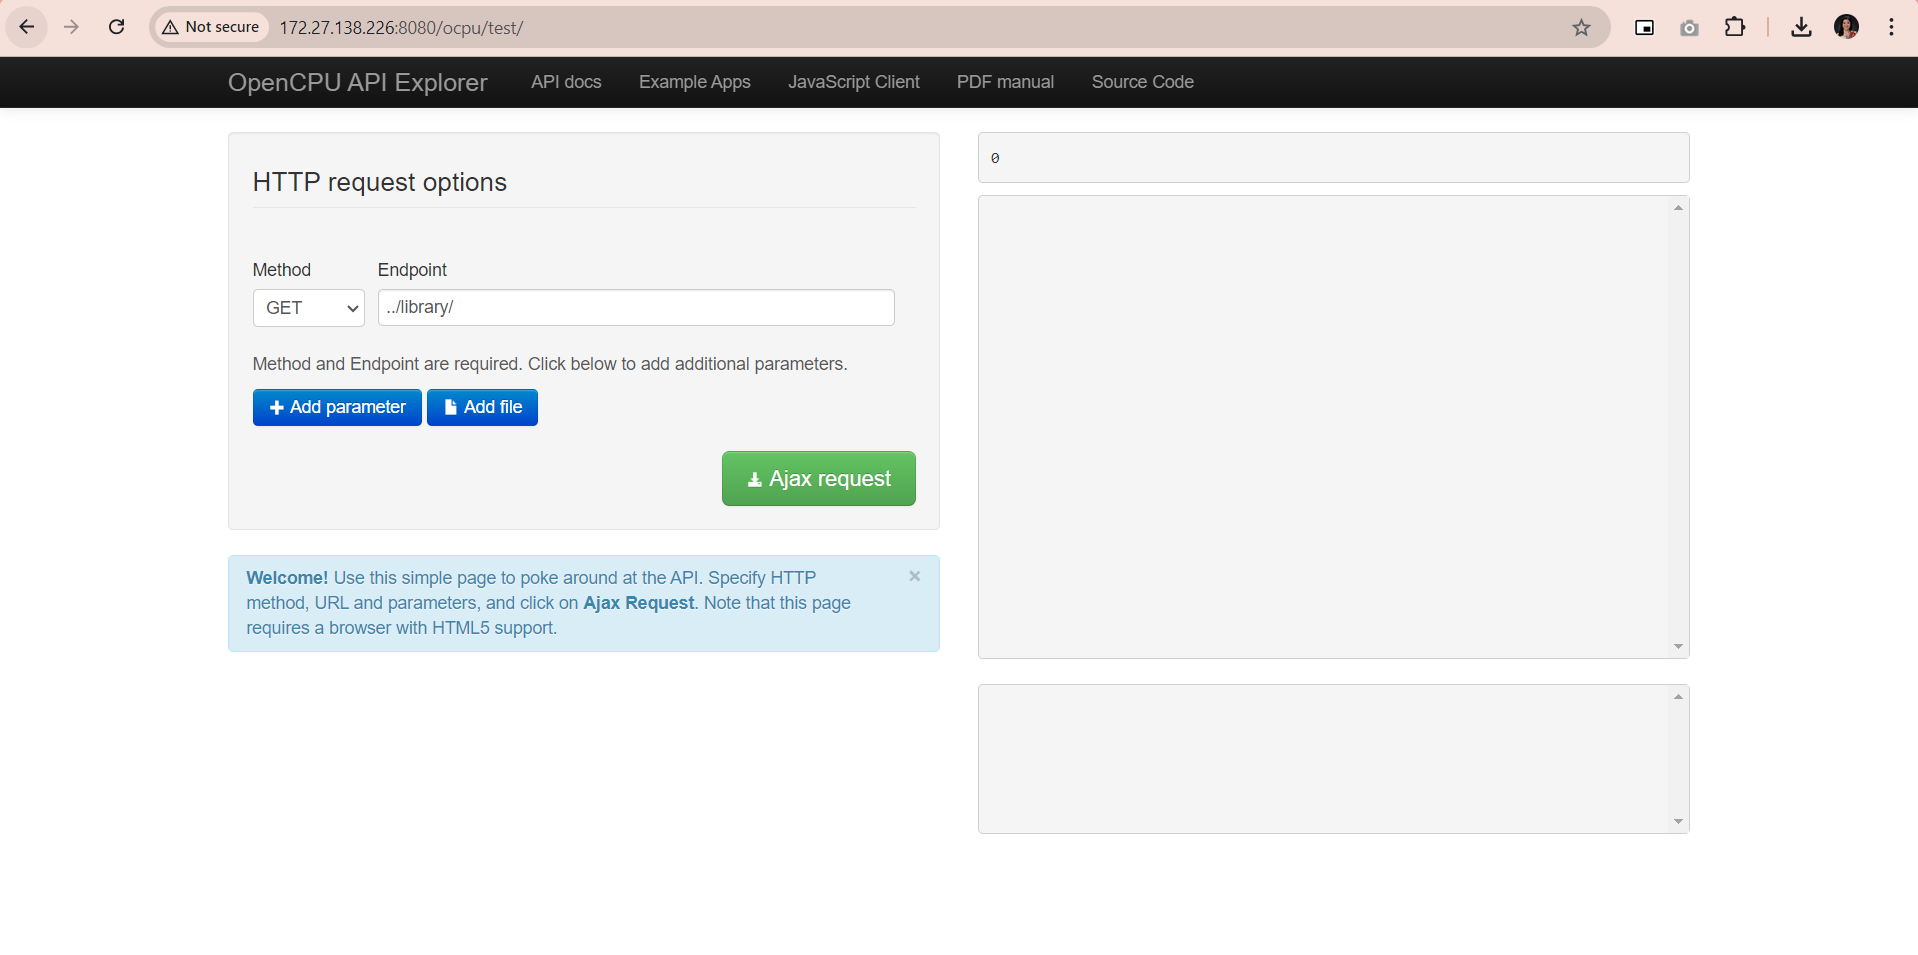 Not secure 172.27.138.226:8080/ocpu/test/
OpenCPU API Explorer API docs Example Apps JavaScript Client PDF manual Source Code
HTTP request options
Method Endpoint
GET ../library/
Method and Endpoint are required. Click below to add additional parameters.
Add parameter Add file
Ajax request
Welcome! Use this simple page to poke around at the API. Specify HTTP
method, URL and parameters, and click on Ajax Request. Note that this page
requires a browser with HTML5 support.
×
0